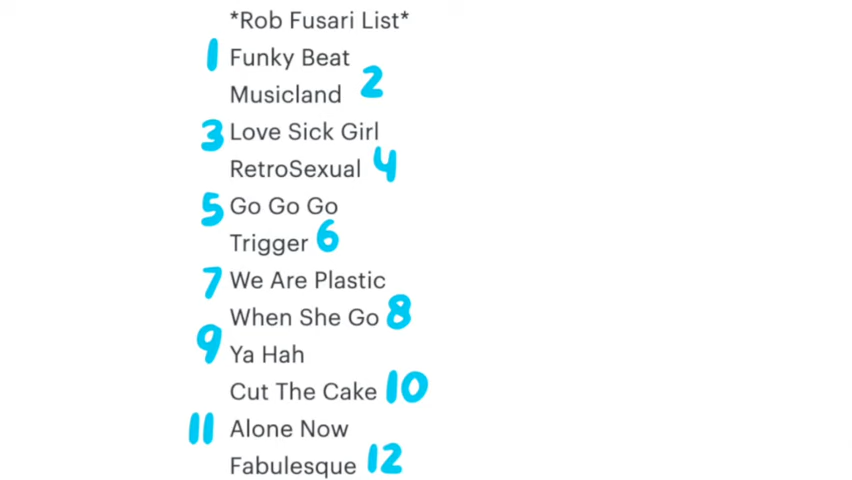 *Rob Fusari List*
1 Funky Beat
Musicland 2
3 Love Sick Girl
RetroSexual 4
5 Go Go Go
Trigger 6
7 We Are Plastic
When She Go 8
9 Ya Hah
Cut The Cake 10
11 Alone Now
Fabulesque 12